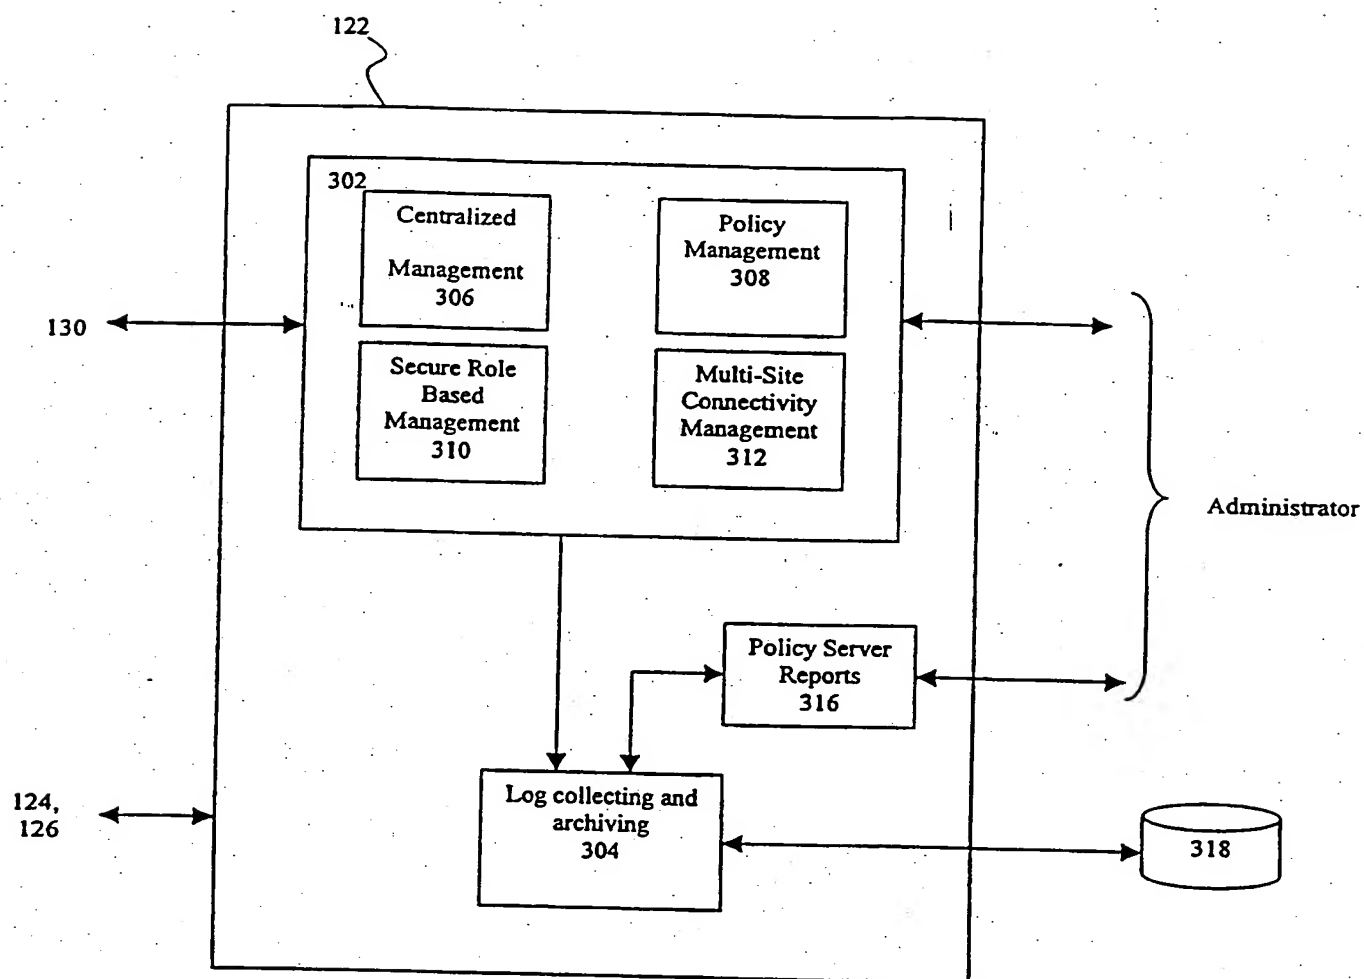 122
302
Centralized
Management
306
Policy
Management
308
130
Secure Role
Based
Management
310
Multi-Site
Connectivity
Management
312
Administrator
Policy Server
Reports
316
124,
126
Log collecting and
archiving
304
318